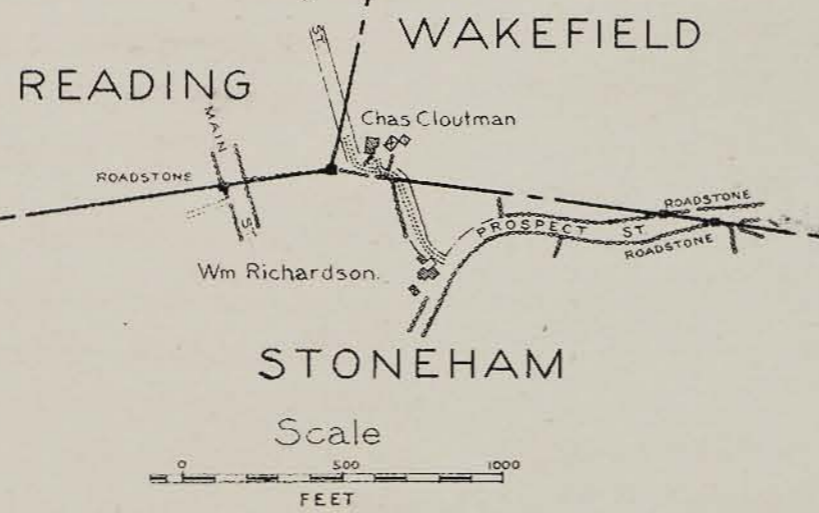 ST
WAKEFIELD
READING
MAIN
ST
Chas Cloutman
ROADSTONE
ROADSTONE
PROSPECT ST.
ROADSTONE
Wm Richardson.
STONEHAM
Scale
0 500 1000
FEET